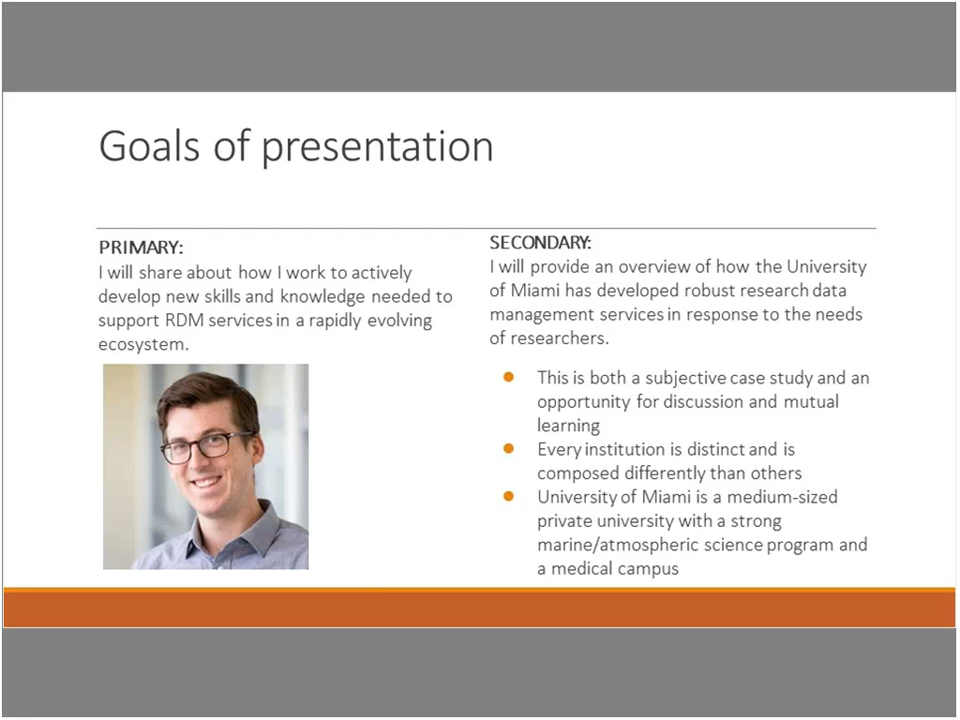 Goals of presentation
PRIMARY:
I will share about how I work to actively
develop new skills and knowledge needed to
support RDM services in a rapidly evolving
ecosystem.
SECONDARY:
I will provide an overview of how the University
of Miami has developed robust research data
management services in response to the needs
of researchers.
● This is both a subjective case study and an
opportunity for discussion and mutual
learning
● Every institution is distinct and is
composed differently than others
● University of Miami is a medium-sized
private university with a strong
marine/atmospheric science program and
a medical campus